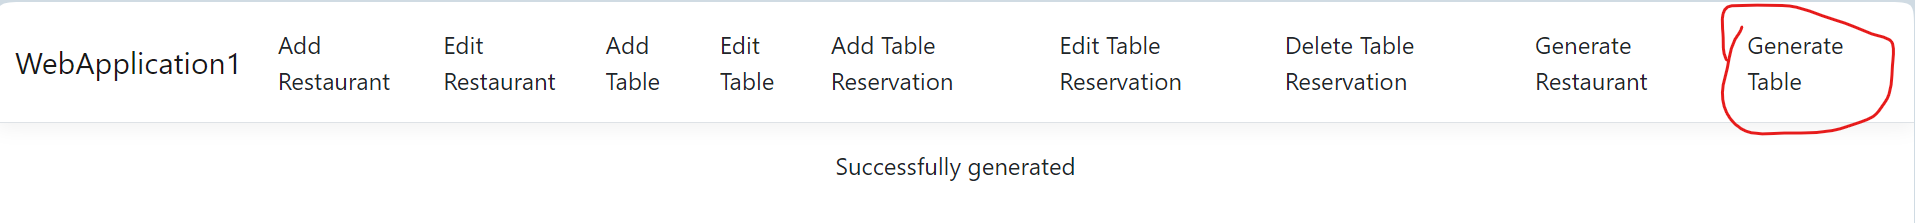 WebApplication1
Add
Restaurant
Edit
Restaurant
Add
Table
Edit
Table
Add Table
Reservation
Edit Table
Reservation
Delete Table
Reservation
Generate
Restaurant
Generate
Table
Successfully generated